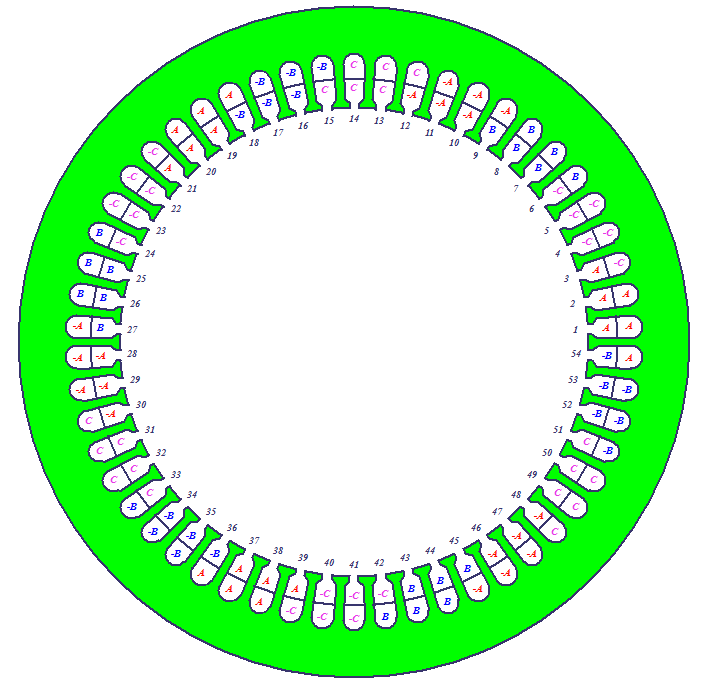 A A 1
A A 2
-C A 3
-C -C 4
-C -C 5
B -C 6
B B 7
B B 8
-A B 9
-A -A 10
-A -A 11
C -A 12
C C 13
C C 14
-B C 15
-B -B 16
-B -B 17
A -B 18
A A 19
A A 20
-C A 21
-C -C 22
-C -C 23
B -C 24
B B 25
B B 26
-A B 27
-A -A 28
-A -A 29
C -A 30
C C 31
C C 32
-B C 33
-B -B 34
-B -B 35
A -B 36
A A 37
A A 38
-C A 39
-C -C 40
-C -C 41
B -C 42
B B 43
B B 44
-A B 45
-A -A 46
-A -A 47
C -A 48
C C 49
C C 50
-B C 51
-B -B 52
-B -B 53
A -B 54